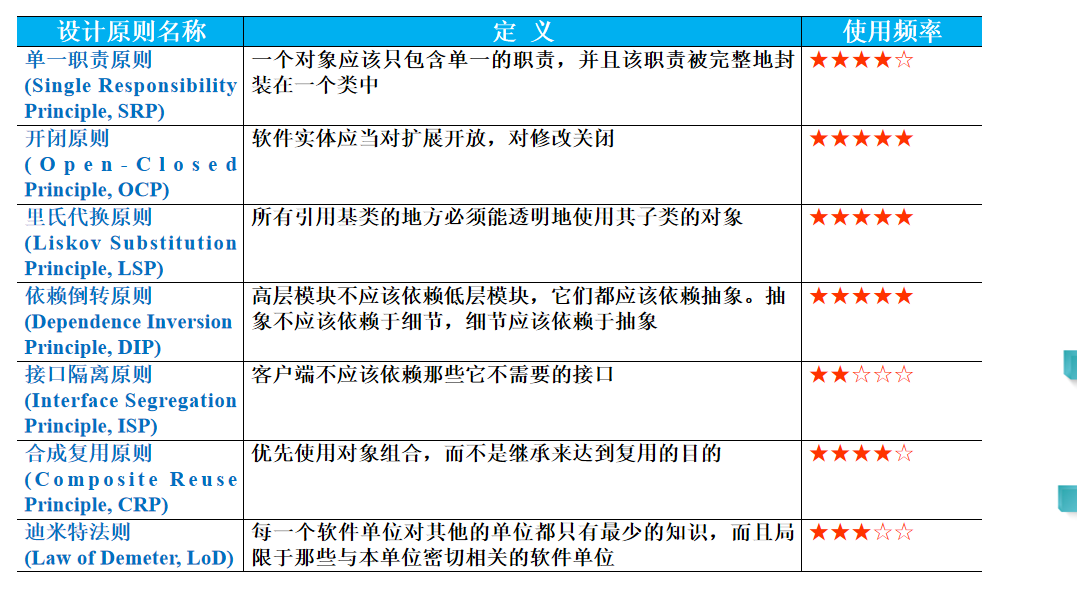 设计原则名称 定 义 使用频率
单一职责原则
(Single Responsibility
Principle, SRP)
一个对象应该只包含单一的职责，并且该职责被完整地封
装在一个类中
★★★★☆
开闭原则
(Open-Closed
Principle, OCP)
软件实体应当对扩展开放，对修改关闭
★★★★★
里氏代换原则
(Liskov Substitution
Principle, LSP)
所有引用基类的地方必须能透明地使用其子类的对象
★★★★★
依赖倒转原则
(Dependence Inversion
Principle, DIP)
高层模块不应该依赖低层模块，它们都应该依赖抽象。抽
象不应该依赖于细节，细节应该依赖于抽象
★★★★★
接口隔离原则
(Interface Segregation
Principle, ISP)
客户端不应该依赖那些它不需要的接口
★★☆☆☆
合成复用原则
(Composite Reuse
Principle, CRP)
优先使用对象组合，而不是继承来达到复用的目的
★★★★☆
迪米特法则
(Law of Demeter, LoD)
每一个软件单位对其他的单位都只有最少的知识，而且局
限于那些与本单位密切相关的软件单位
★★★☆☆